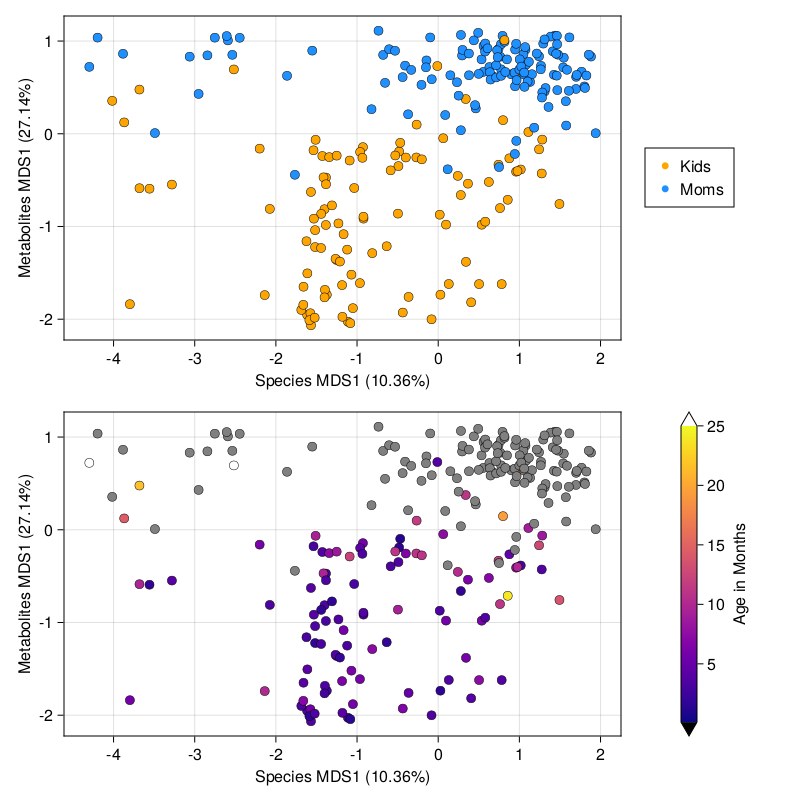 1
0
-1
-2
Metabolites MDS1 (27.14%)
-4 -3 -2 -1 0 1 2
Species MDS1 (10.36%)
Kids
Moms
1
0
-1
-2
Metabolites MDS1 (27.14%)
-4 -3 -2 -1 0 1 2
Species MDS1 (10.36%)
25
20
15
10
5
Age in Months